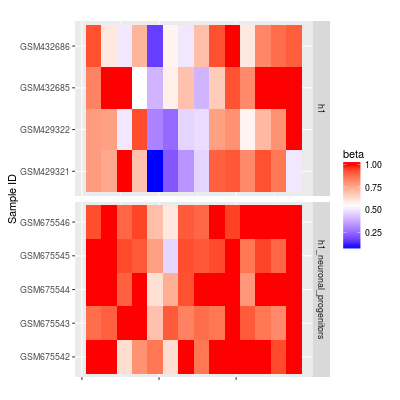 Sample ID
GSM432686
GSM432685
GSM429322
GSM429321
h1
GSM675546
GSM675545
GSM675544
GSM675543
GSM675542
h1_neuronal_progenitors
beta
1.00
0.75
0.50
0.25